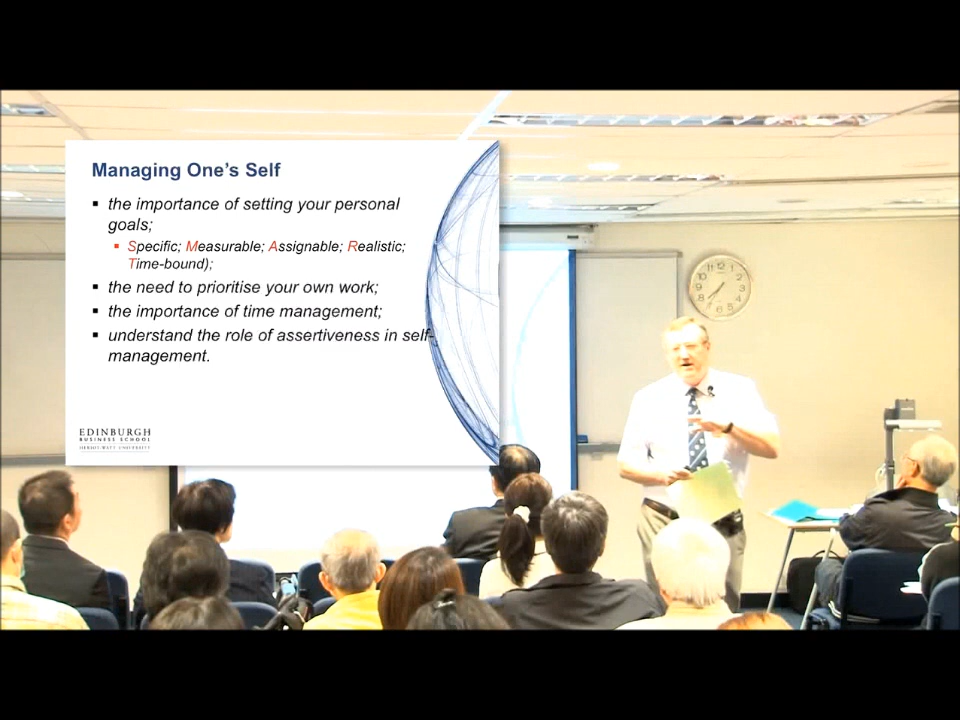 Managing One's Self
▪ the importance of setting your personal
goals;
▪ Specific; Measurable; Assignable; Realistic;
Time-bound);
▪ the need to prioritise your own work;
▪ the importance of time management;
▪ understand the role of assertiveness in self-
management.
EDINBURGH
BUSINESS SCHOOL
HERIOT-WATT UNIVERSITY